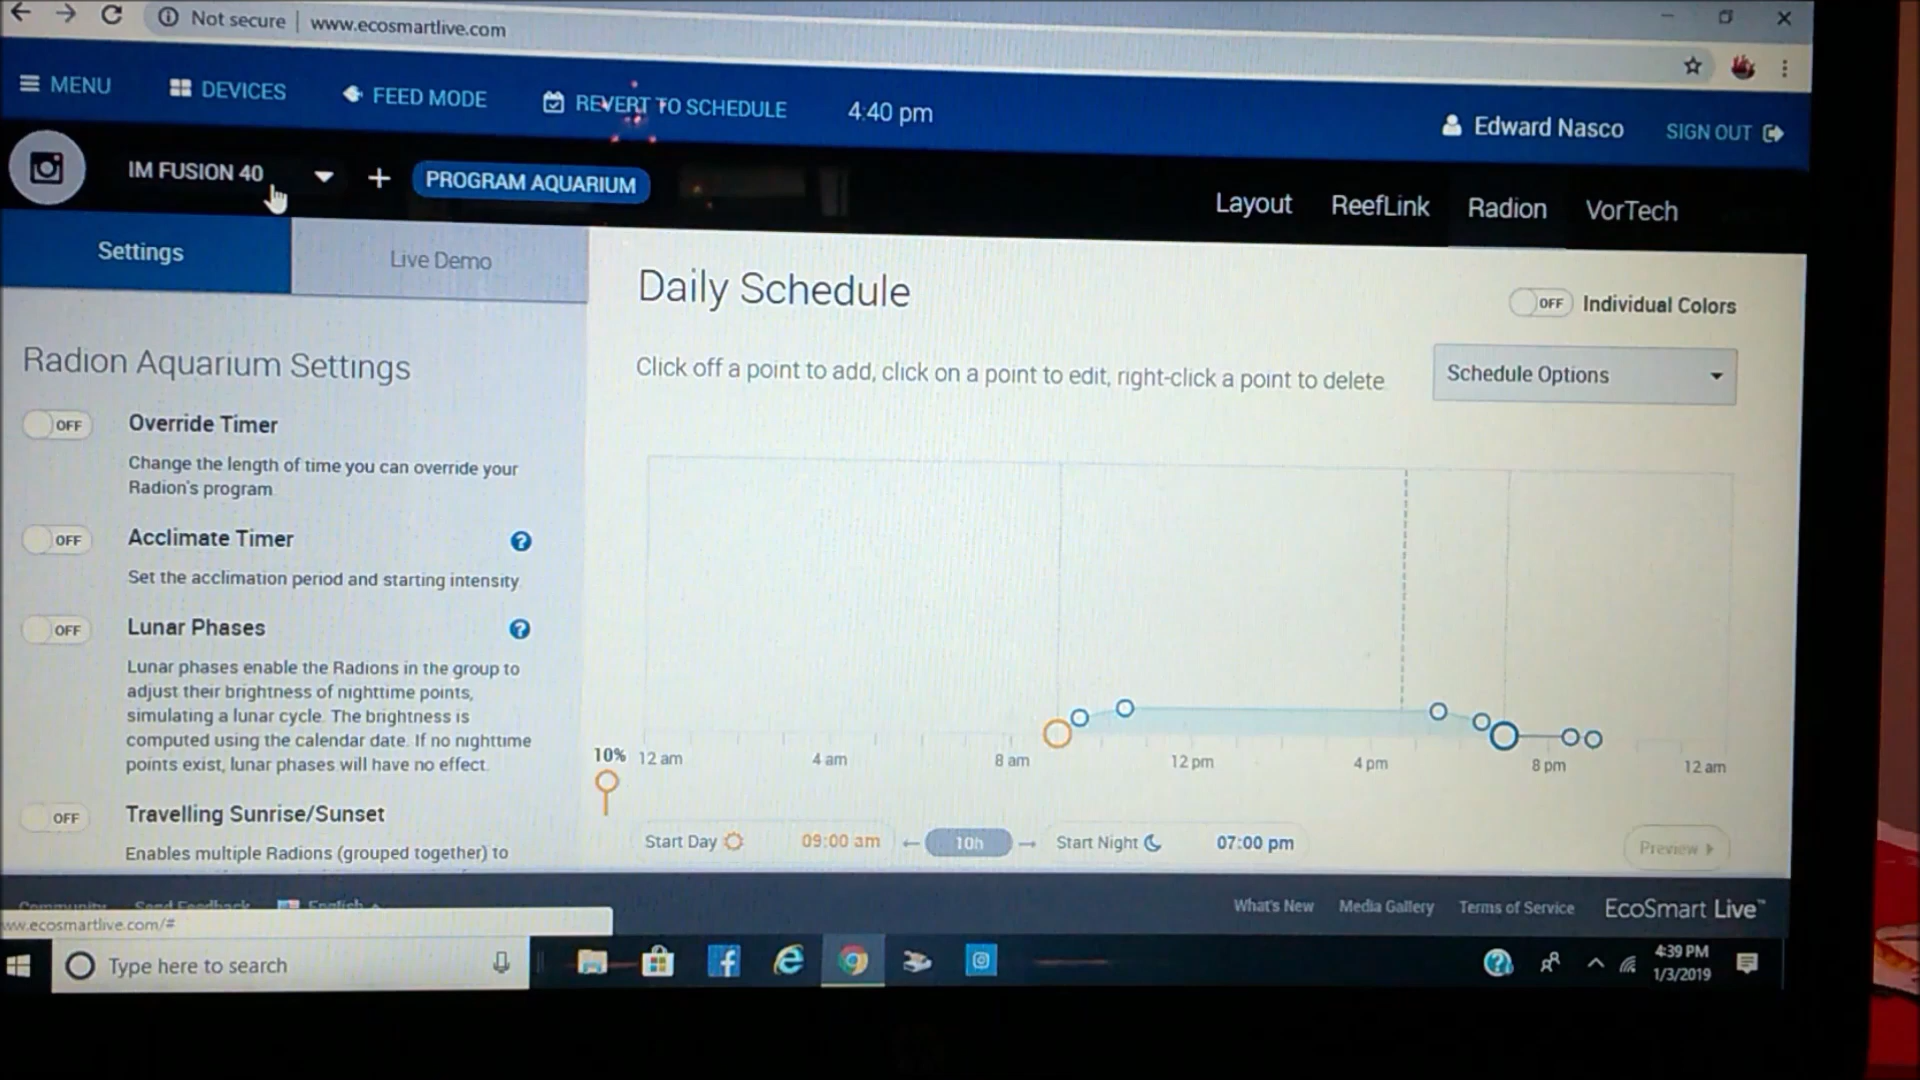 Not secure | www.ecosmartlive.com
MENU DEVICES FEED MODE REVERT TO SCHEDULE 4:40 pm Edward Nasco SIGN OUT
IM FUSION 40 + PROGRAM AQUARIUM Layout ReefLink Radion VorTech
Settings Live Demo
Daily Schedule
OFF Individual Colors
Click off a point to add, click on a point to edit, right-click a point to delete
Schedule Options
Radion Aquarium Settings
OFF Override Timer
Change the length of time you can override your
Radion's program
OFF Acclimate Timer ?
Set the acclimation period and starting intensity
OFF Lunar Phases ?
Lunar phases enable the Radions in the group to
adjust their brightness of nighttime points,
simulating a lunar cycle. The brightness is
computed using the calendar date. If no nighttime
points exist, lunar phases will have no effect.
OFF Travelling Sunrise/Sunset
Enables multiple Radions (grouped together) to
10% 12 am 4 am 8 am 12 pm 4 pm 8 pm 12 am
Start Day 09:00 am ← 10h → Start Night 07:00 pm Preview
Community Send Feedback English
What's New Media Gallery Terms of Service EcoSmart Live™
ww.ecosmartlive.com/#
Type here to search
4:39 PM
1/3/2019